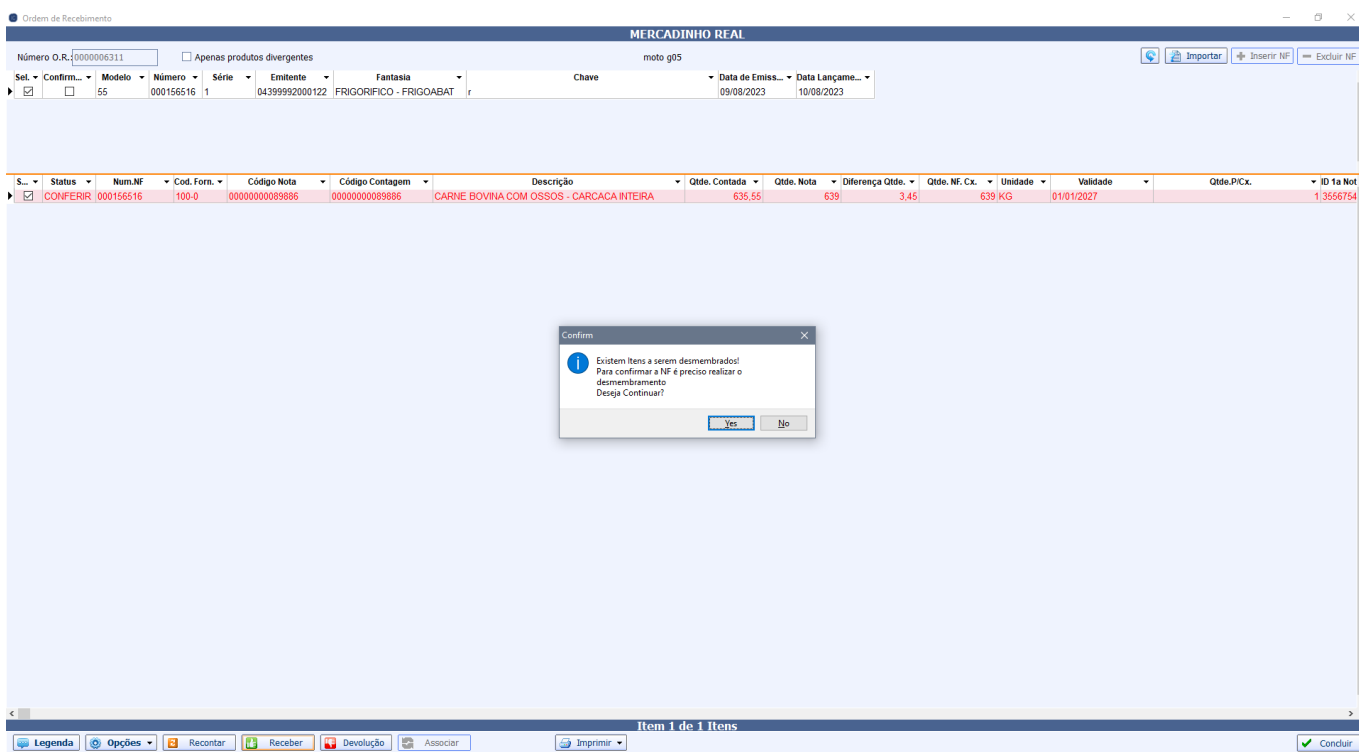 Ordem de Recebimento
MERCADINHO REAL
Número O.R.: 0000006311 Apenas produtos divergentes moto g05 Importar Inserir NF Excluir NF
Sel. Confirm... Modelo Número Série Emitente Fantasia Chave Data de Emiss... Data Lançame...
55 000156516 1 04399992000122 FRIGORIFICO - FRIGOABAT r 09/08/2023 10/08/2023
S... Status Num.NF Cod. Forn. Código Nota Código Contagem Descrição Qtde. Contada Qtde. Nota Diferença Qtde. Qtde. NF. Cx. Unidade Validade Qtde.P/Cx. ID 1a Not
CONFERIR 000156516 100-0 00000000089886 00000000089886 CARNE BOVINA COM OSSOS - CARCACA INTEIRA 635,55 639 3,45 639 KG 01/01/2027 1 3556754
Confirm
Existem Itens a serem desmembrados!
Para confirmar a NF é preciso realizar o
desmembramento
Deseja Continuar?
Yes No
Item 1 de 1 Itens
Legenda Opções Recontar Receber Devolução Associar Imprimir Concluir